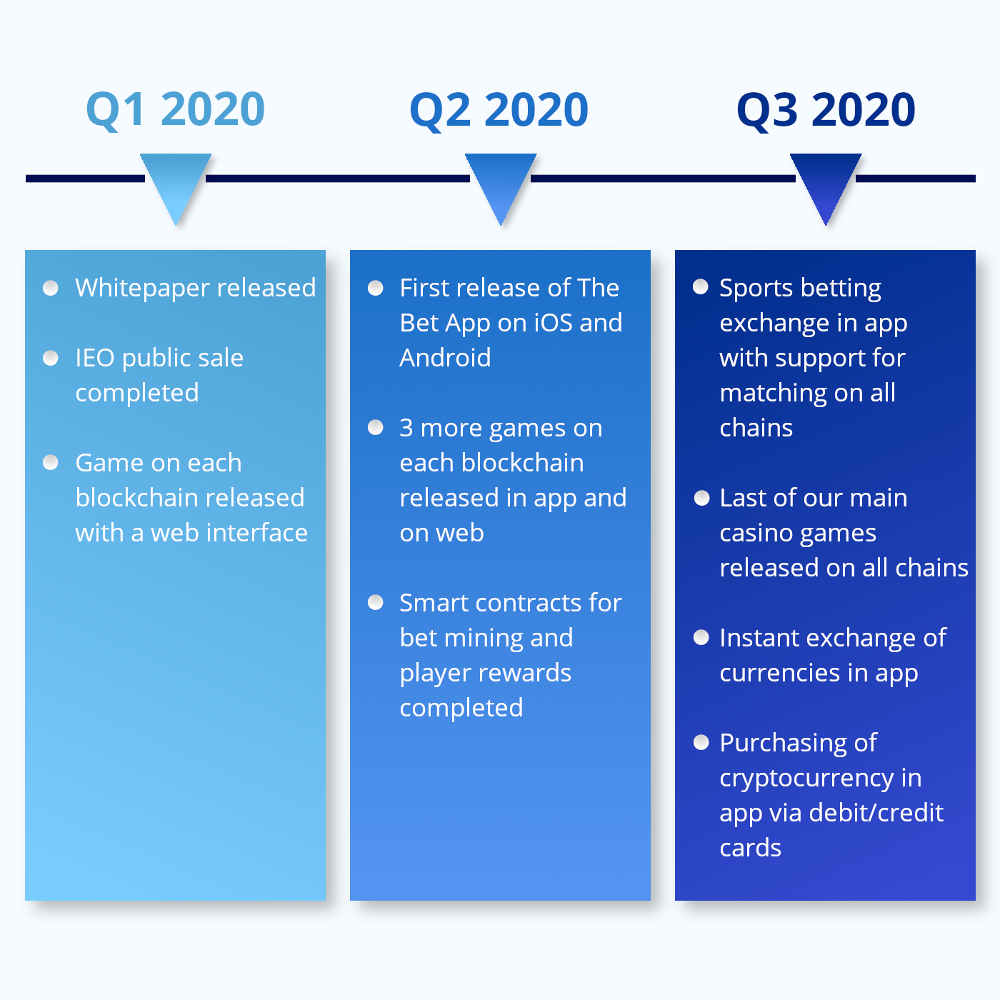 Q1 2020
Q2 2020
Q3 2020
Whitepaper released
IEO public sale
completed
Game on each
blockchain released
with a web interface
First release of The
Bet App on iOS and
Android
3 more games on
each blockchain
released in app and
on web
Smart contracts for
bet mining and
player rewards
completed
Sports betting
exchange in app
with support for
matching on all
chains
Last of our main
casino games
released on all chains
Instant exchange of
currencies in app
Purchasing of
cryptocurrency in
app via debit/credit
cards